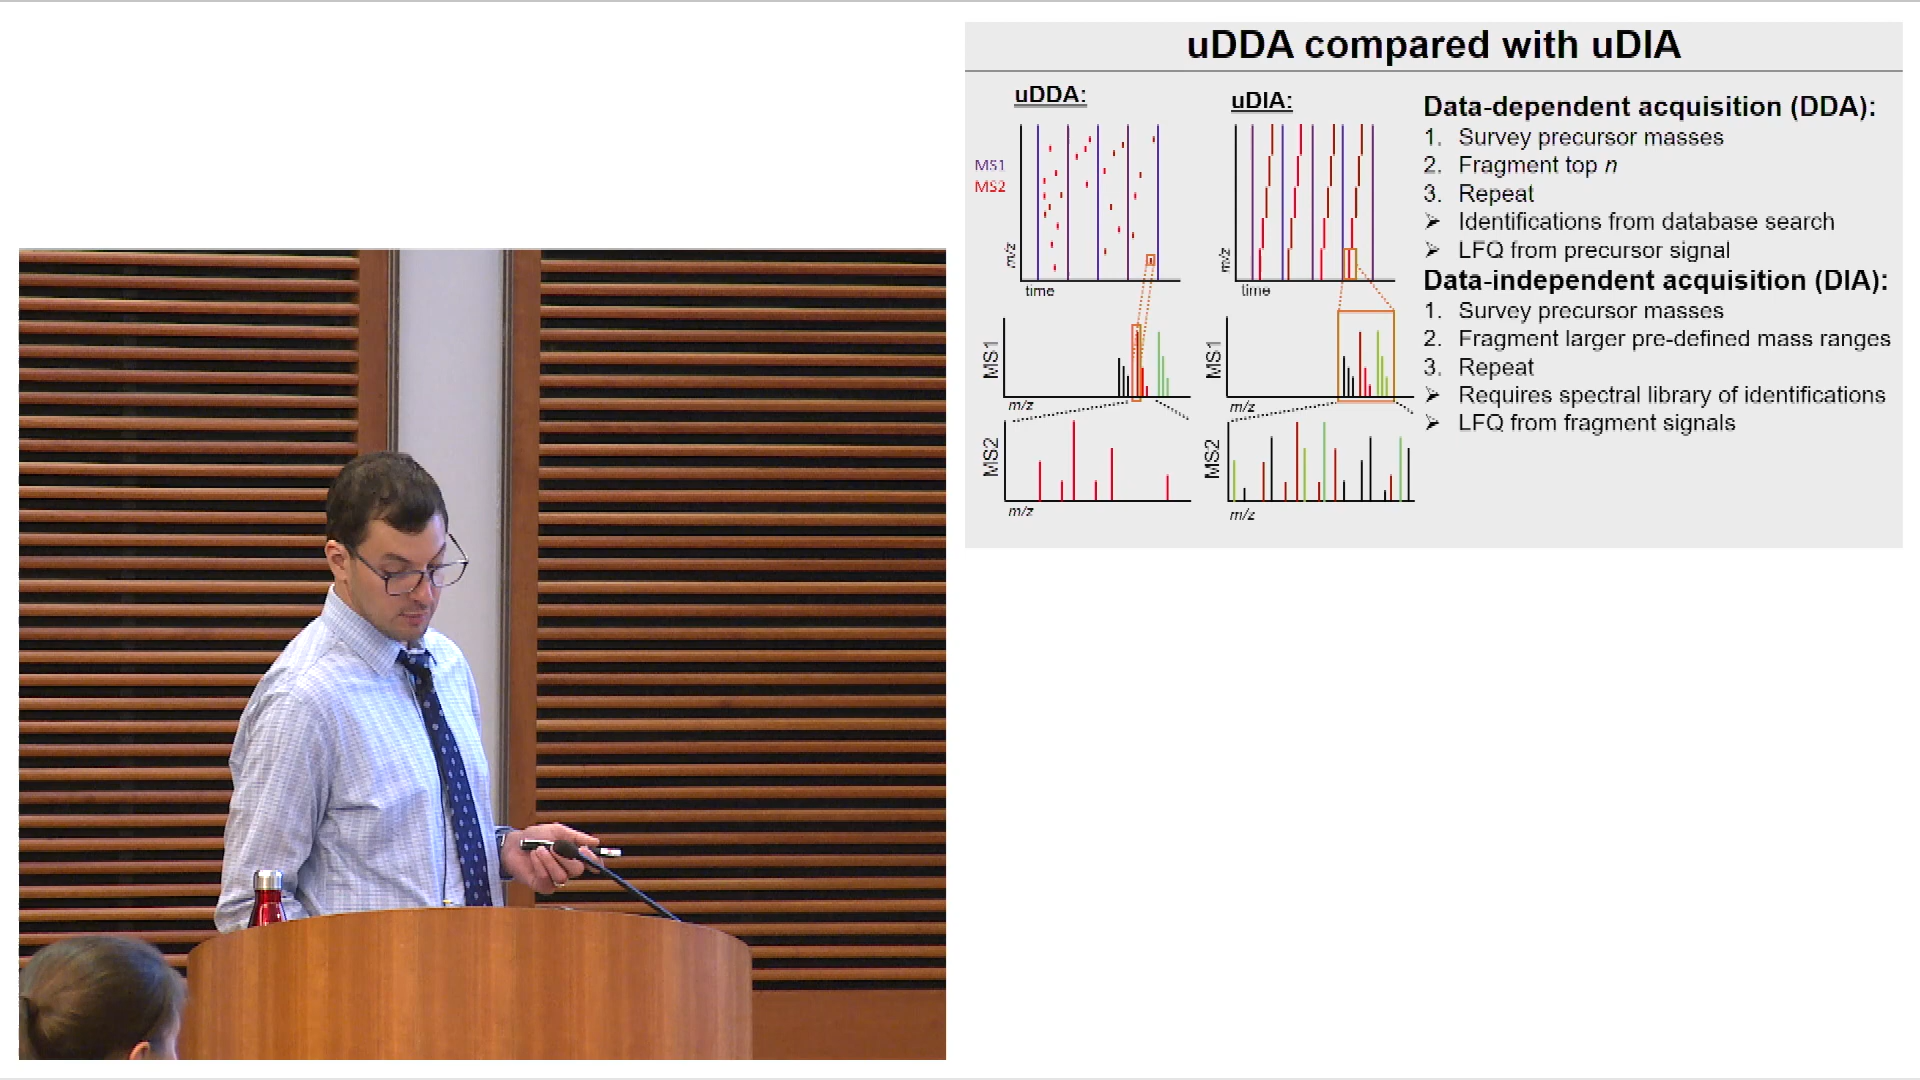 uDDA compared with uDIA
uDDA:
MS1
MS2
m/z
time
MS1
m/z
MS2
m/z
uDIA:
m/z
time
MS1
m/z
MS2
m/z
Data-dependent acquisition (DDA):
1. Survey precursor masses
2. Fragment top n
3. Repeat
➢ Identifications from database search
➢ LFQ from precursor signal
Data-independent acquisition (DIA):
1. Survey precursor masses
2. Fragment larger pre-defined mass ranges
3. Repeat
➢ Requires spectral library of identifications
➢ LFQ from fragment signals